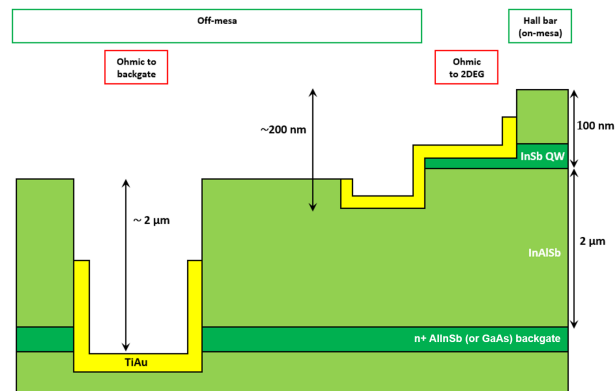 Off-mesa
Hall bar
(on-mesa)
Ohmic to
backgate
Ohmic
to 2DEG
~200 nm
100 nm
InSb QW
~ 2 μm
2 μm
InAlSb
n+ AlInSb (or GaAs) backgate
TiAu